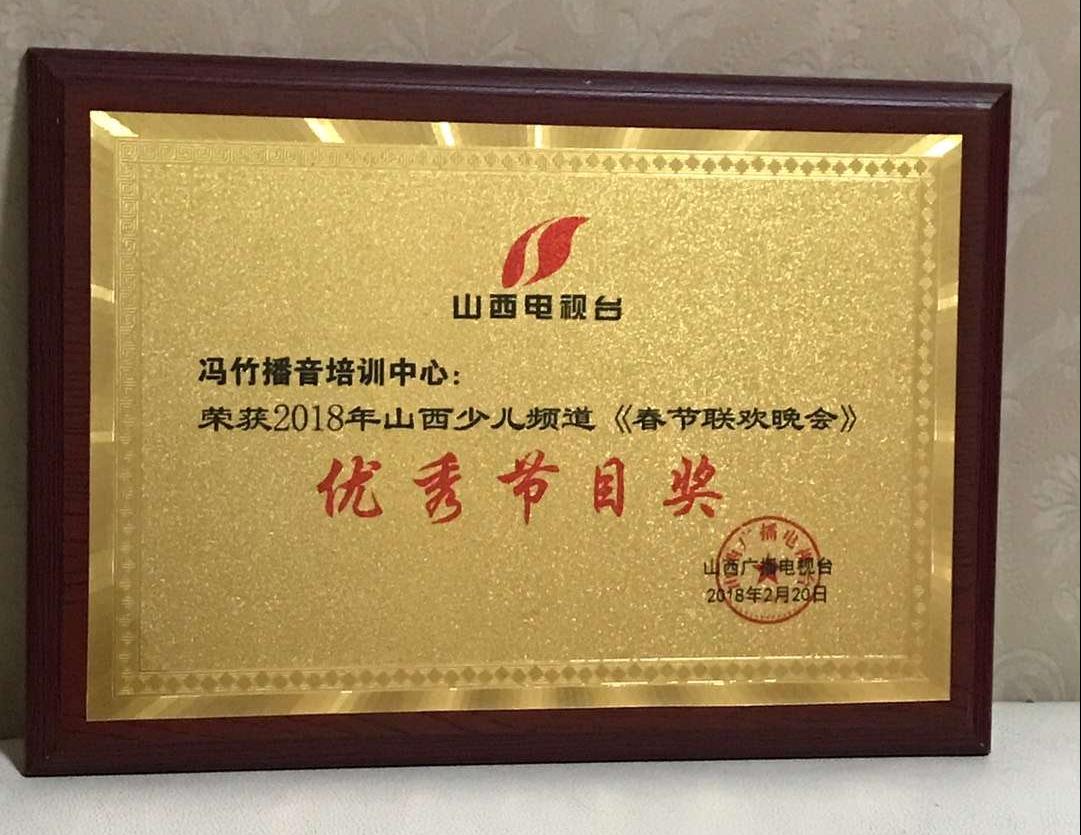 山西电视台
冯竹播音培训中心：
荣获2018年山西少儿频道《春节联欢晚会》
优秀节目奖
山西广播电视台
2018年2月20日